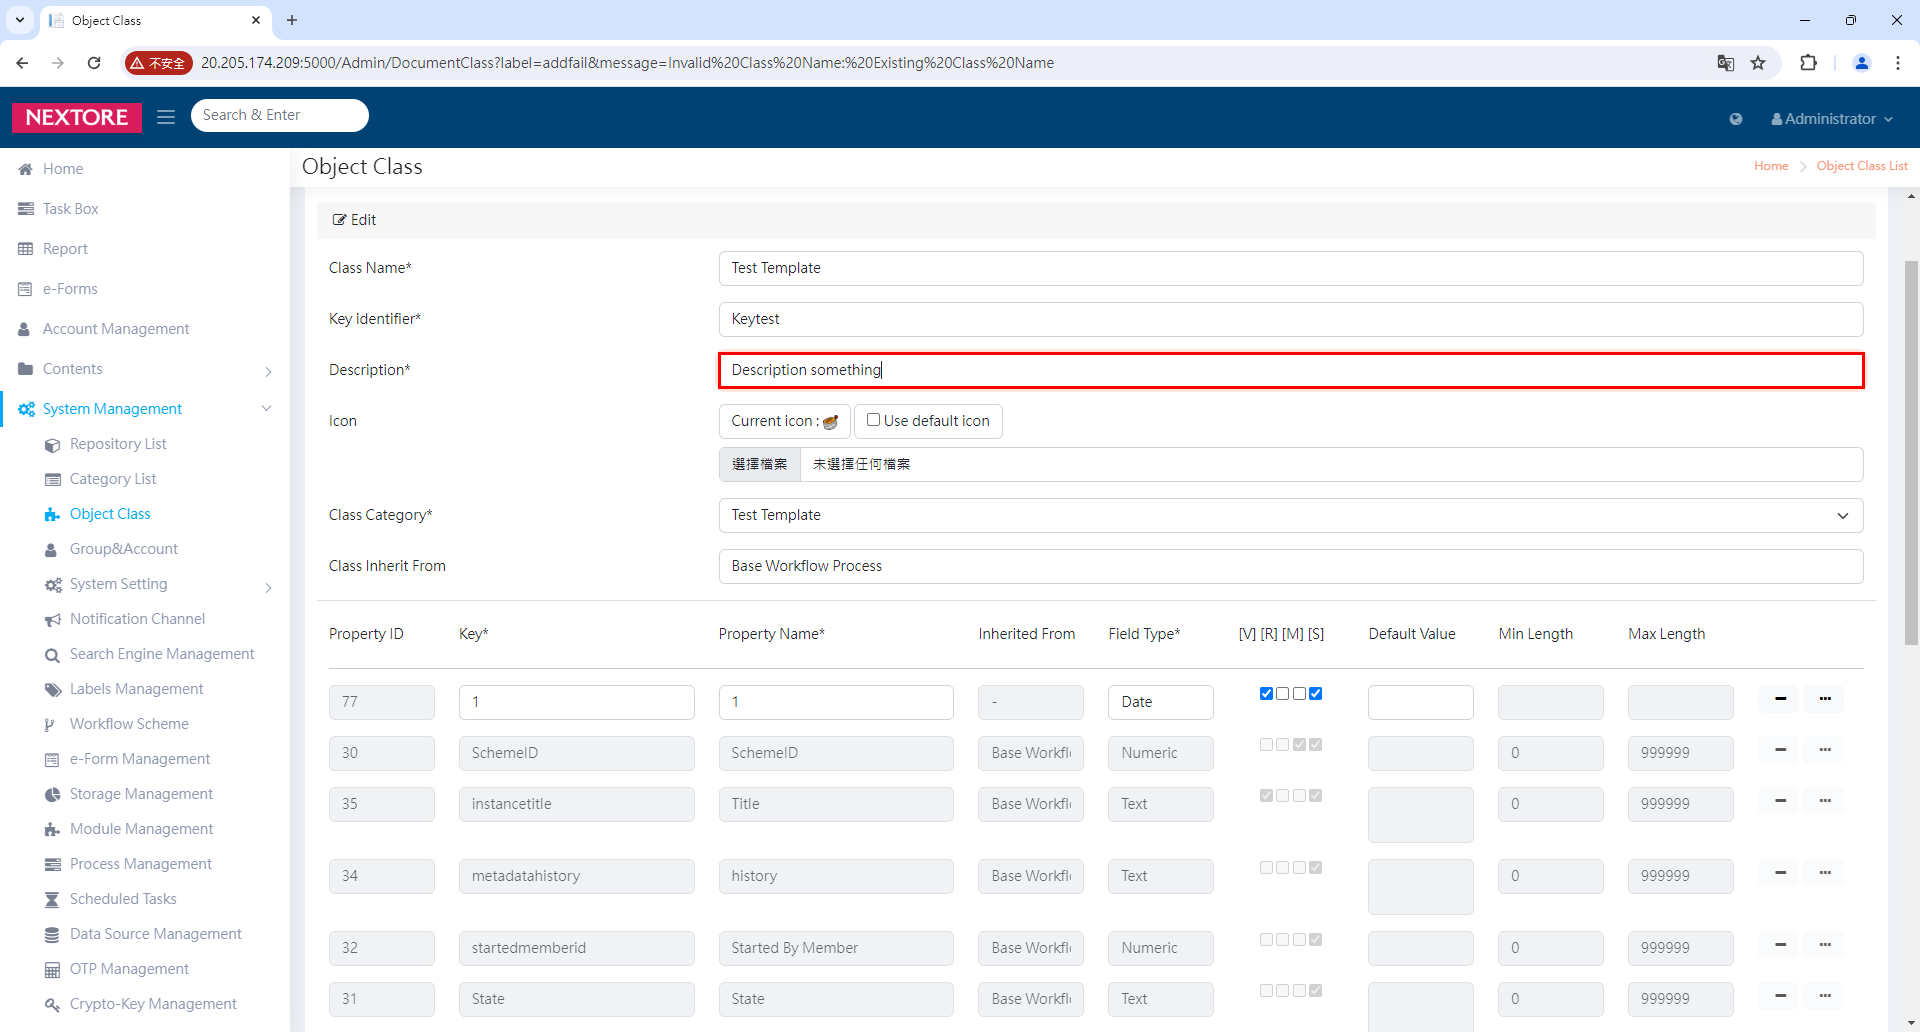 Object Class
不安全
20.205.174.209:5000/Admin/DocumentClass?label=addfail&message=Invalid%20Class%20Name:%20Existing%20Class%20Name
NEXTORE
Search & Enter
Administrator
Home
Task Box
Report
e-Forms
Account Management
Contents
System Management
Repository List
Category List
Object Class
Group&Account
System Setting
Notification Channel
Search Engine Management
Labels Management
Workflow Scheme
e-Form Management
Storage Management
Module Management
Process Management
Scheduled Tasks
Data Source Management
OTP Management
Crypto-Key Management
Object Class
Home
Object Class List
Edit
Class Name* Test Template
Key identifier* Keytest
Description* Description something
Icon Current icon : Use default icon
選擇檔案 未選擇任何檔案
Class Category* Test Template
Class Inherit From Base Workflow Process
Property ID Key* Property Name* Inherited From Field Type* [V] [R] [M] [S] Default Value Min Length Max Length
77 1 1 - Date
30 SchemeID SchemeID Base Workfl Numeric 0 999999
35 instancetitle Title Base Workfl Text 0 999999
34 metadatahistory history Base Workfl Text 0 999999
32 startedmemberid Started By Member Base Workfl Numeric 0 999999
31 State State Base Workfl Text 0 999999